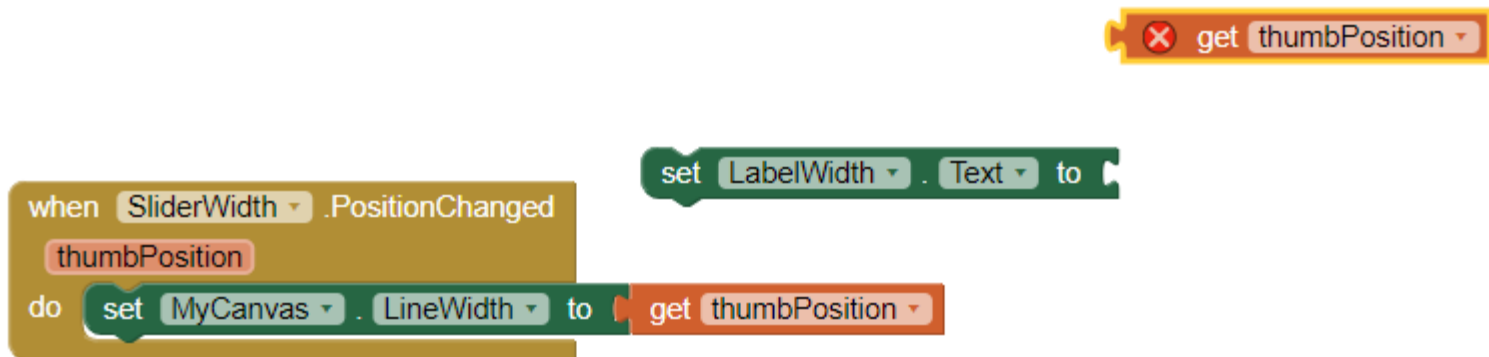 get thumbPosition
set LabelWidth . Text to
when SliderWidth .PositionChanged
thumbPosition
do set MyCanvas . LineWidth to get thumbPosition